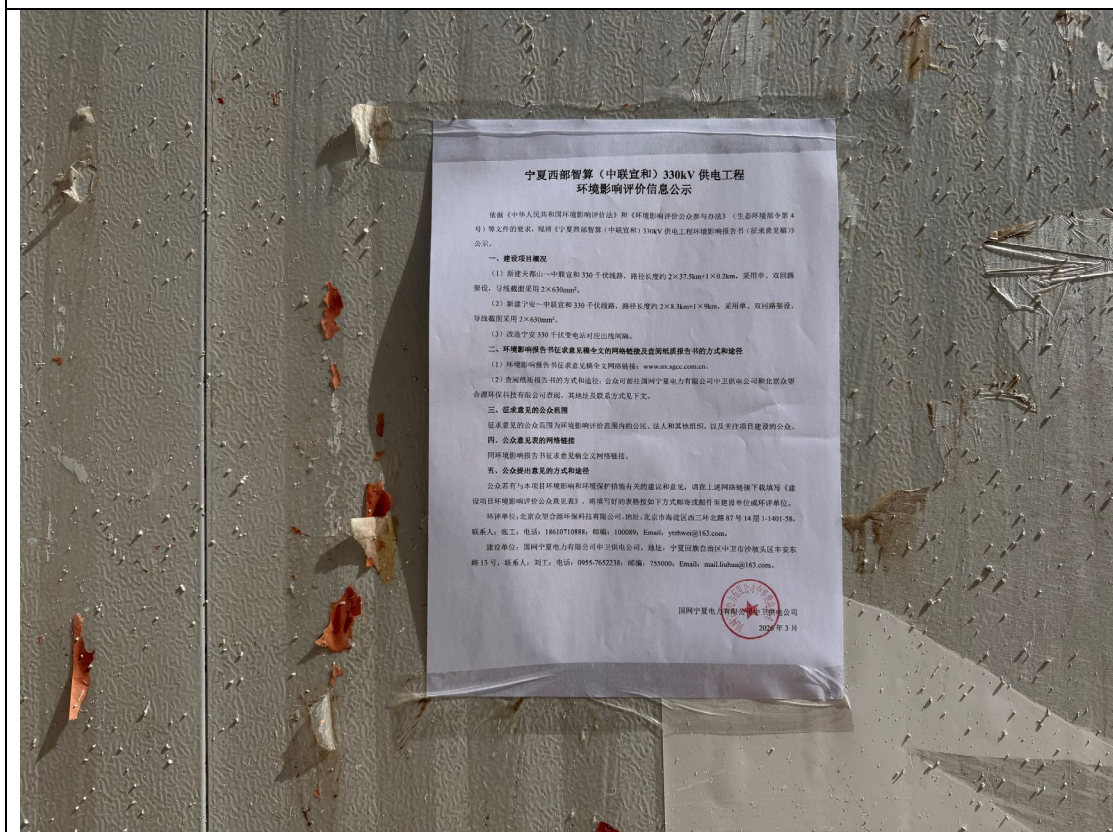 宁夏西部智算（中联宣和）330kV 供电工程
环境影响评价信息公示
依据《中华人民共和国环境影响评价法》和《环境影响评价公众参与办法》（生态环境部令第 4
号）等文件的要求，现将《宁夏西部智算（中联宣和）330kV 供电工程环境影响报告书（征求意见稿）》
公示。
一、建设项目概况
（1）新建天都山～中联宣和 330 千伏线路，路径长度约 2×37.5km+1×0.2km，采用单、双回路
架设，导线截面采用 2×630mm²。
（2）新建宁安～中联宣和 330 千伏线路，路径长度约 2×8.3km+1×9km，采用单、双回路架设，
导线截面采用 2×630mm²。
（3）改造宁安 330 千伏变电站对应出线间隔。
二、环境影响报告书征求意见稿全文的网络链接及查阅纸质报告书的方式和途径
（1）环境影响报告书征求意见稿全文网络链接：www.nx.sgcc.com.cn。
（2）查阅纸质报告书的方式和途径：公众可前往国网宁夏电力有限公司中卫供电公司和北京众望
合源环保科技有限公司查阅，其地址及联系方式见下文。
三、征求意见的公众范围
征求意见的公众范围为环境影响评价范围内的公民、法人和其他组织，以及关注项目建设的公众。
四、公众意见表的网络链接
同环境影响报告书征求意见稿全文网络链接。
五、公众提出意见的方式和途径
公众若有与本项目环境影响和环境保护措施有关的建议和意见，请在上述网络链接下载填写《建
设项目环境影响评价公众意见表》，将填写好的表格按如下方式邮寄或邮件至建设单位或环评单位。
环评单位：北京众望合源环保科技有限公司，地址：北京市海淀区西三环北路 87 号 14 层 1-1401-58，
联系人：张工；电话：18610710888；邮编：100089；Email：ytzhwei@163.com。
建设单位：国网宁夏电力有限公司中卫供电公司，地址：宁夏回族自治区中卫市沙坡头区丰安东
路 13 号，联系人：刘工；电话：0955-7652238；邮编：755000；Email：mail.liuhua@163.com。
国网宁夏电力有限公司中卫供电公司
2026 年 3 月